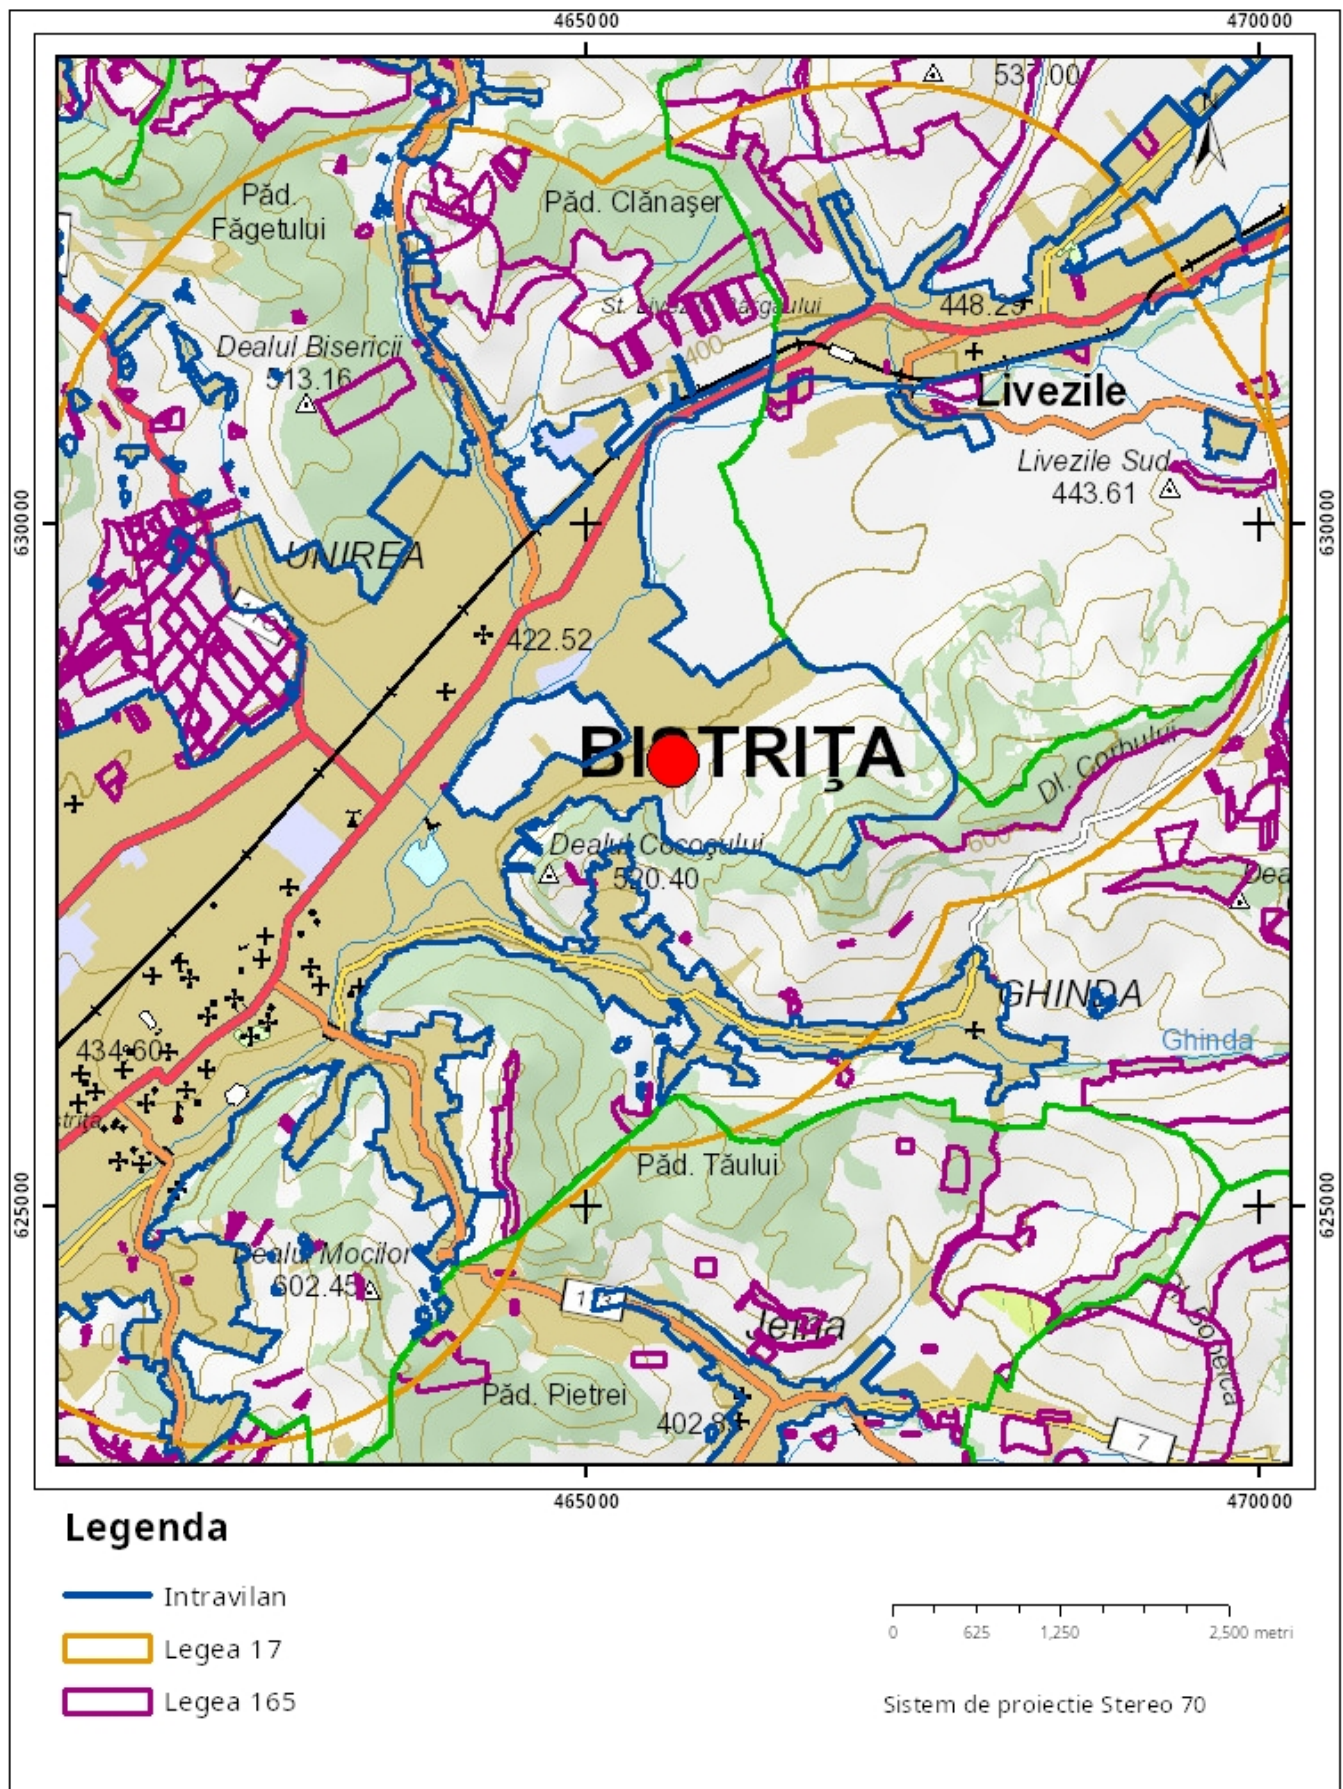 465000 470000
537.00
Păd.
Făgetului
Păd. Clănaşer
448.29
Dealul Bisericii
513.16
400
Livezile
Livezile Sud
443.61
630000 630000
UNIREA
422.52
BISTRIŢA
Dl. Corbului
Dealul Cocoşului
520.40
600
Dea
GHINDA
Ghinda
434.60
Păd. Tăului
625000 625000
Dealul Mocilor
602.45
Jelna
Păd. Pietrei
402.8
7
465000 470000
Legenda
Intravilan
Legea 17
Legea 165
0 625 1,250 2,500 metri
Sistem de proiectie Stereo 70